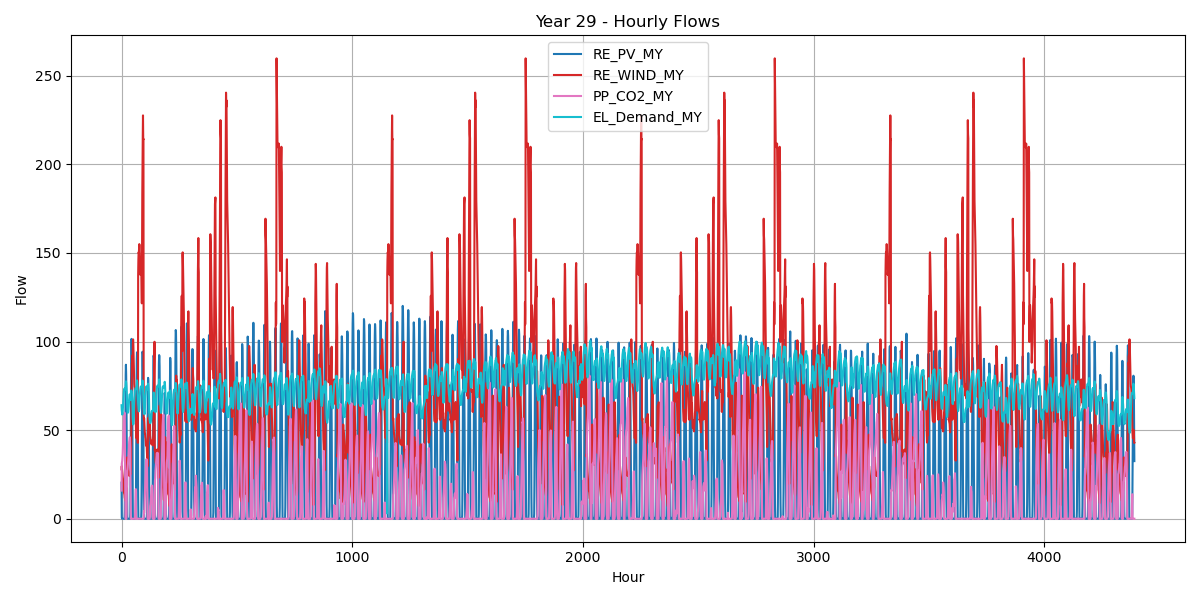 Year 29 - Hourly Flows
RE_PV_MY
RE_WIND_MY
PP_CO2_MY
EL_Demand_MY
250
200
150
100
50
0
Flow
0 1000 2000 3000 4000
Hour